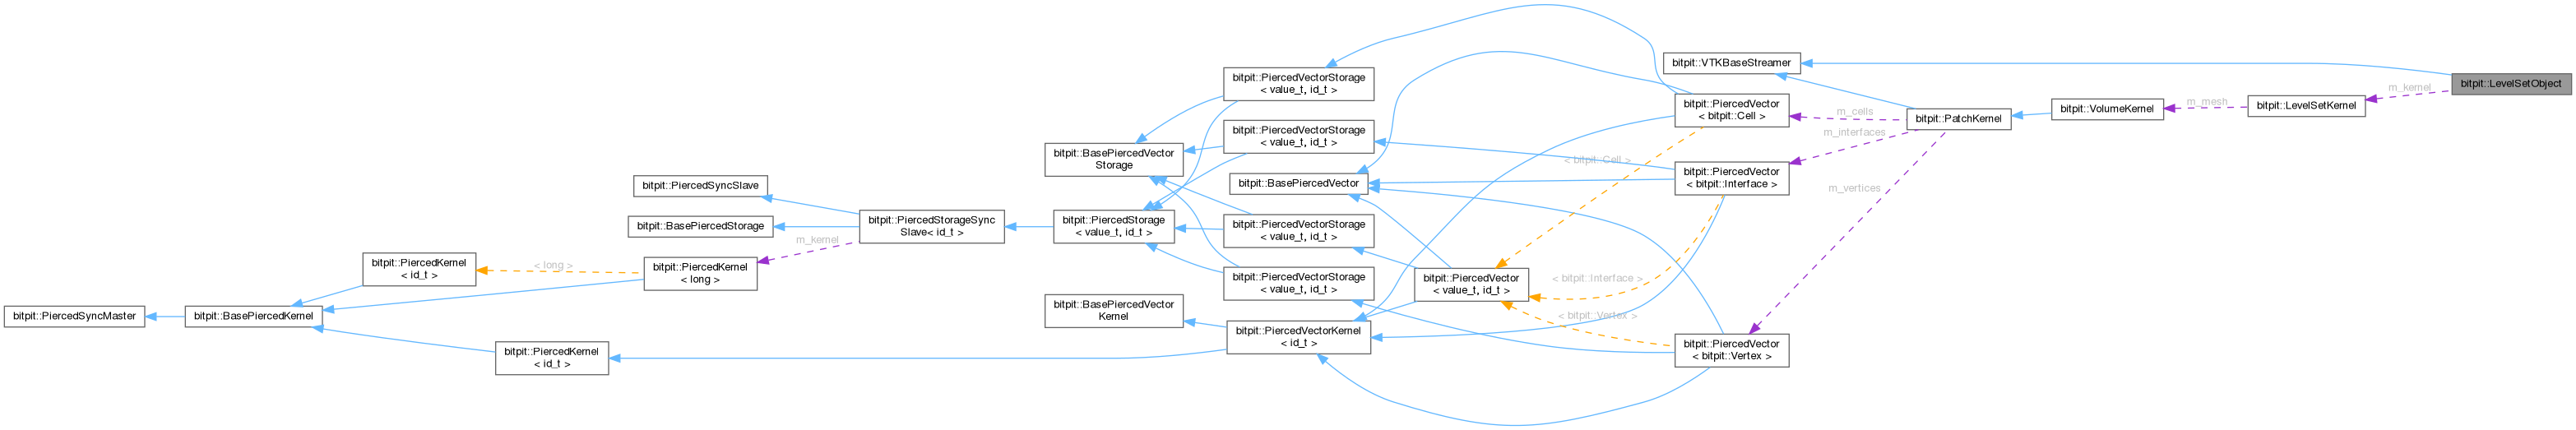 bitpit::PiercedSyncMaster
bitpit::BasePiercedKernel
bitpit::PiercedKernel
< id_t >
bitpit::PiercedKernel
< id_t >
< long >
bitpit::PiercedSyncSlave
bitpit::BasePiercedStorage
bitpit::PiercedKernel
< long >
m_kernel
bitpit::PiercedStorageSync
Slave< id_t >
bitpit::BasePiercedVector
Storage
bitpit::PiercedStorage
< value_t, id_t >
bitpit::BasePiercedVector
Kernel
bitpit::PiercedVectorStorage
< value_t, id_t >
bitpit::PiercedVectorStorage
< value_t, id_t >
bitpit::BasePiercedVector
bitpit::PiercedVectorStorage
< value_t, id_t >
bitpit::PiercedVectorStorage
< value_t, id_t >
bitpit::PiercedVectorKernel
< id_t >
bitpit::PiercedVector
< value_t, id_t >
< bitpit::Cell >
< bitpit::Interface >
< bitpit::Vertex >
bitpit::VTKBaseStreamer
bitpit::PiercedVector
< bitpit::Cell >
bitpit::PiercedVector
< bitpit::Interface >
bitpit::PiercedVector
< bitpit::Vertex >
m_cells
m_interfaces
m_vertices
bitpit::PatchKernel
bitpit::VolumeKernel
m_mesh
bitpit::LevelSetKernel
m_kernel
bitpit::LevelSetObject